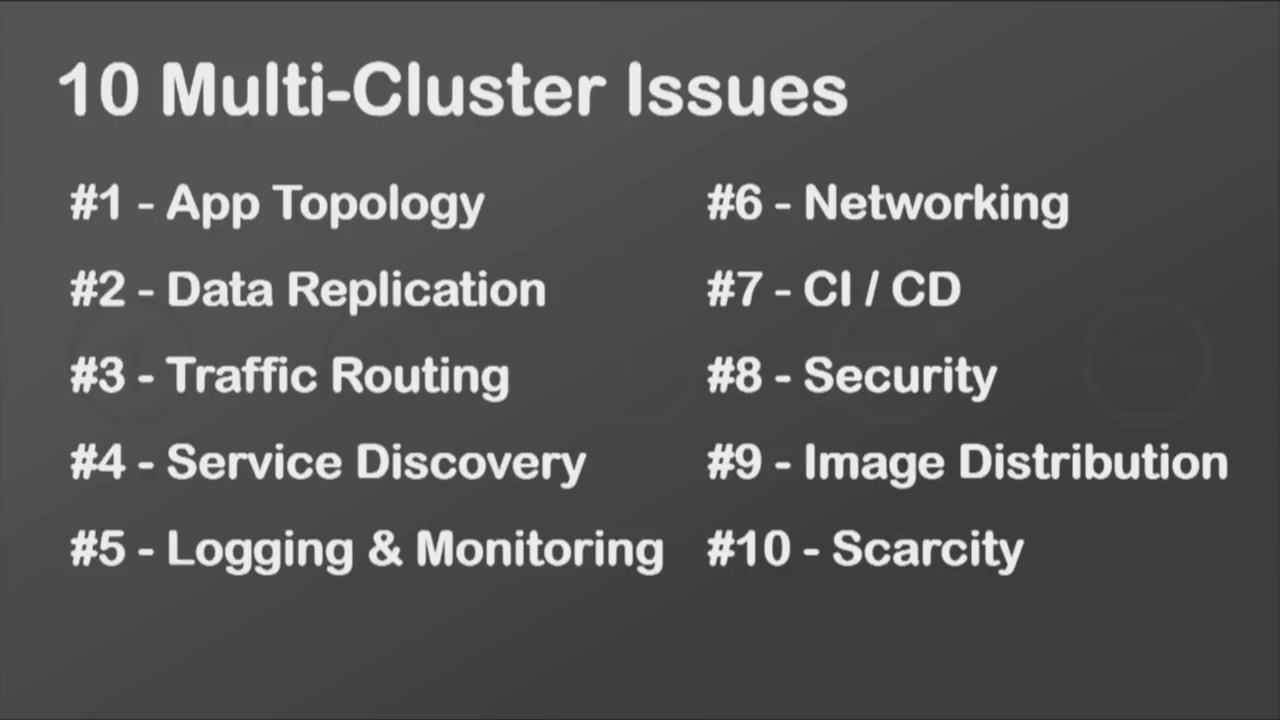 10 Multi-Cluster Issues
#1 - App Topology
#2 - Data Replication
#3 - Traffic Routing
#4 - Service Discovery
#5 - Logging & Monitoring
#6 - Networking
#7 - CI / CD
#8 - Security
#9 - Image Distribution
#10 - Scarcity